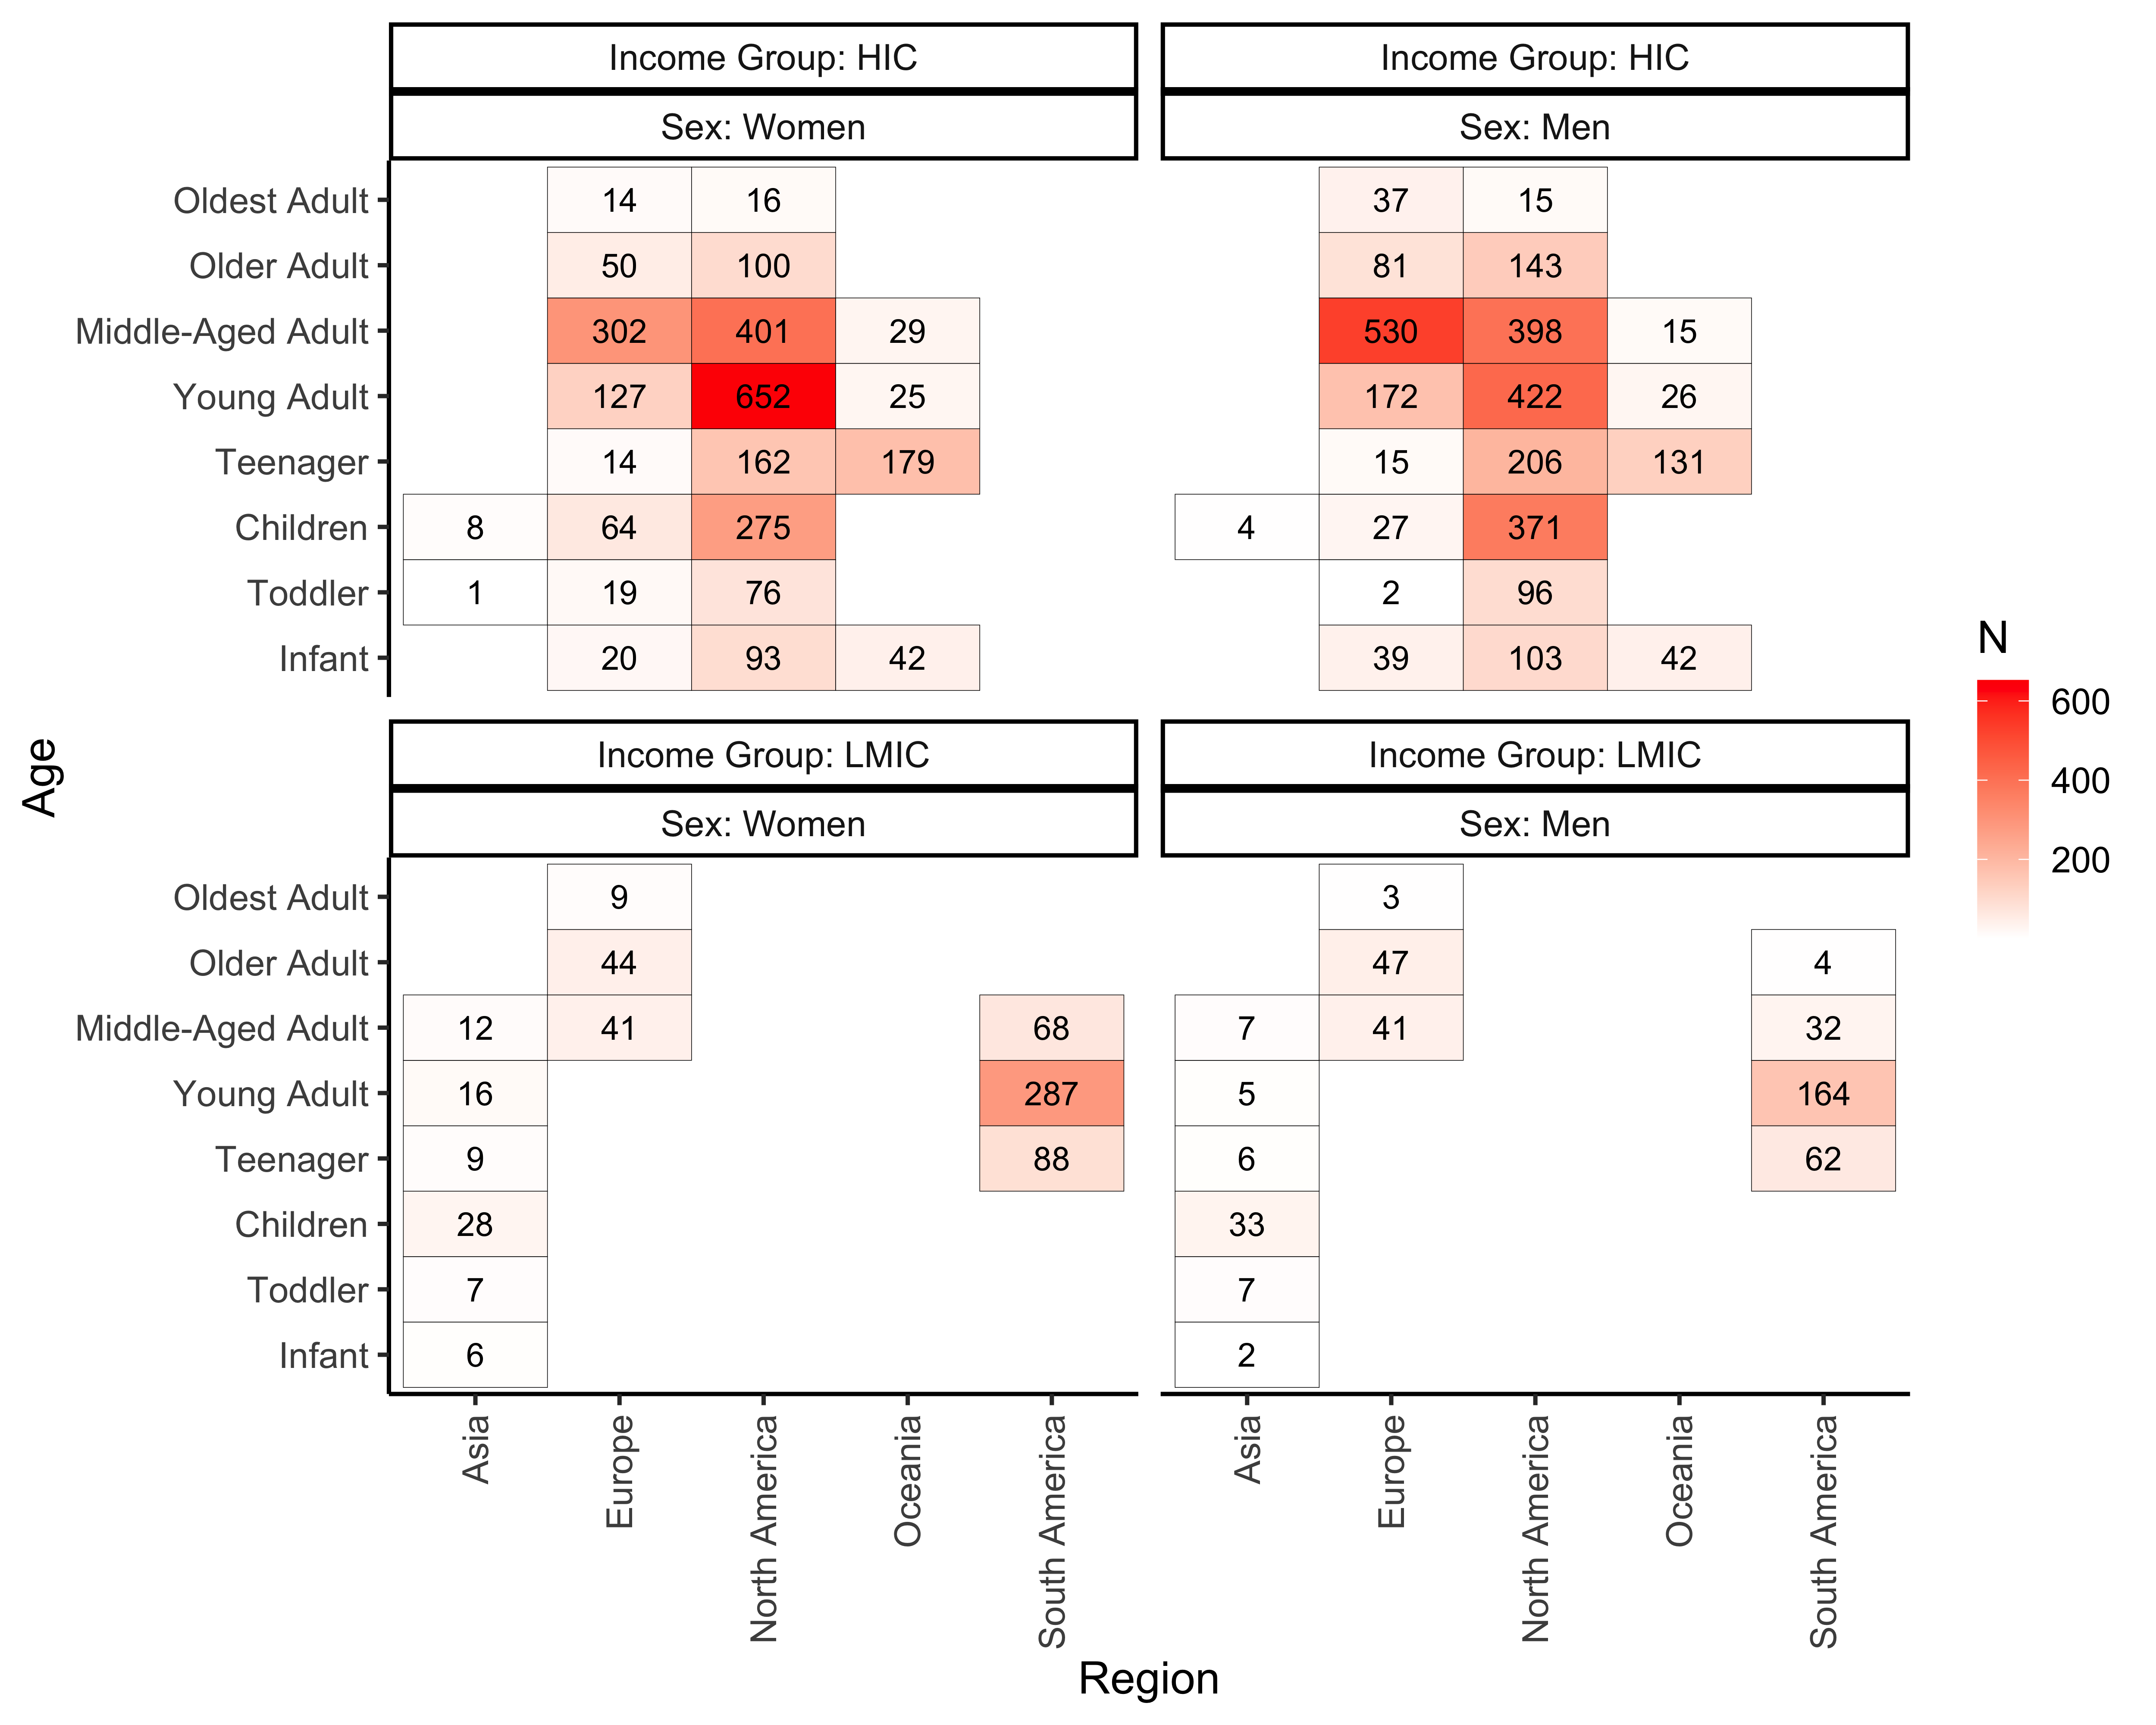 Income Group: HIC Income Group: HIC
Sex: Women Sex: Men
Oldest Adult 14 16 37 15
Older Adult 50 100 81 143
Middle-Aged Adult 302 401 29 530 398 15
Young Adult 127 652 25 172 422 26
Teenager 14 162 179 15 206 131
Children 8 64 275 4 27 371
Toddler 1 19 76 2 96
Infant 20 93 42 39 103 42
N
600
400
200
Age
Income Group: LMIC Income Group: LMIC
Sex: Women Sex: Men
Oldest Adult 9 3
Older Adult 44 47 4
Middle-Aged Adult 12 41 68 7 41 32
Young Adult 16 287 5 164
Teenager 9 88 6 62
Children 28 33
Toddler 7 7
Infant 6 2
Asia Europe North America Oceania South America Asia Europe North America Oceania South America
Region